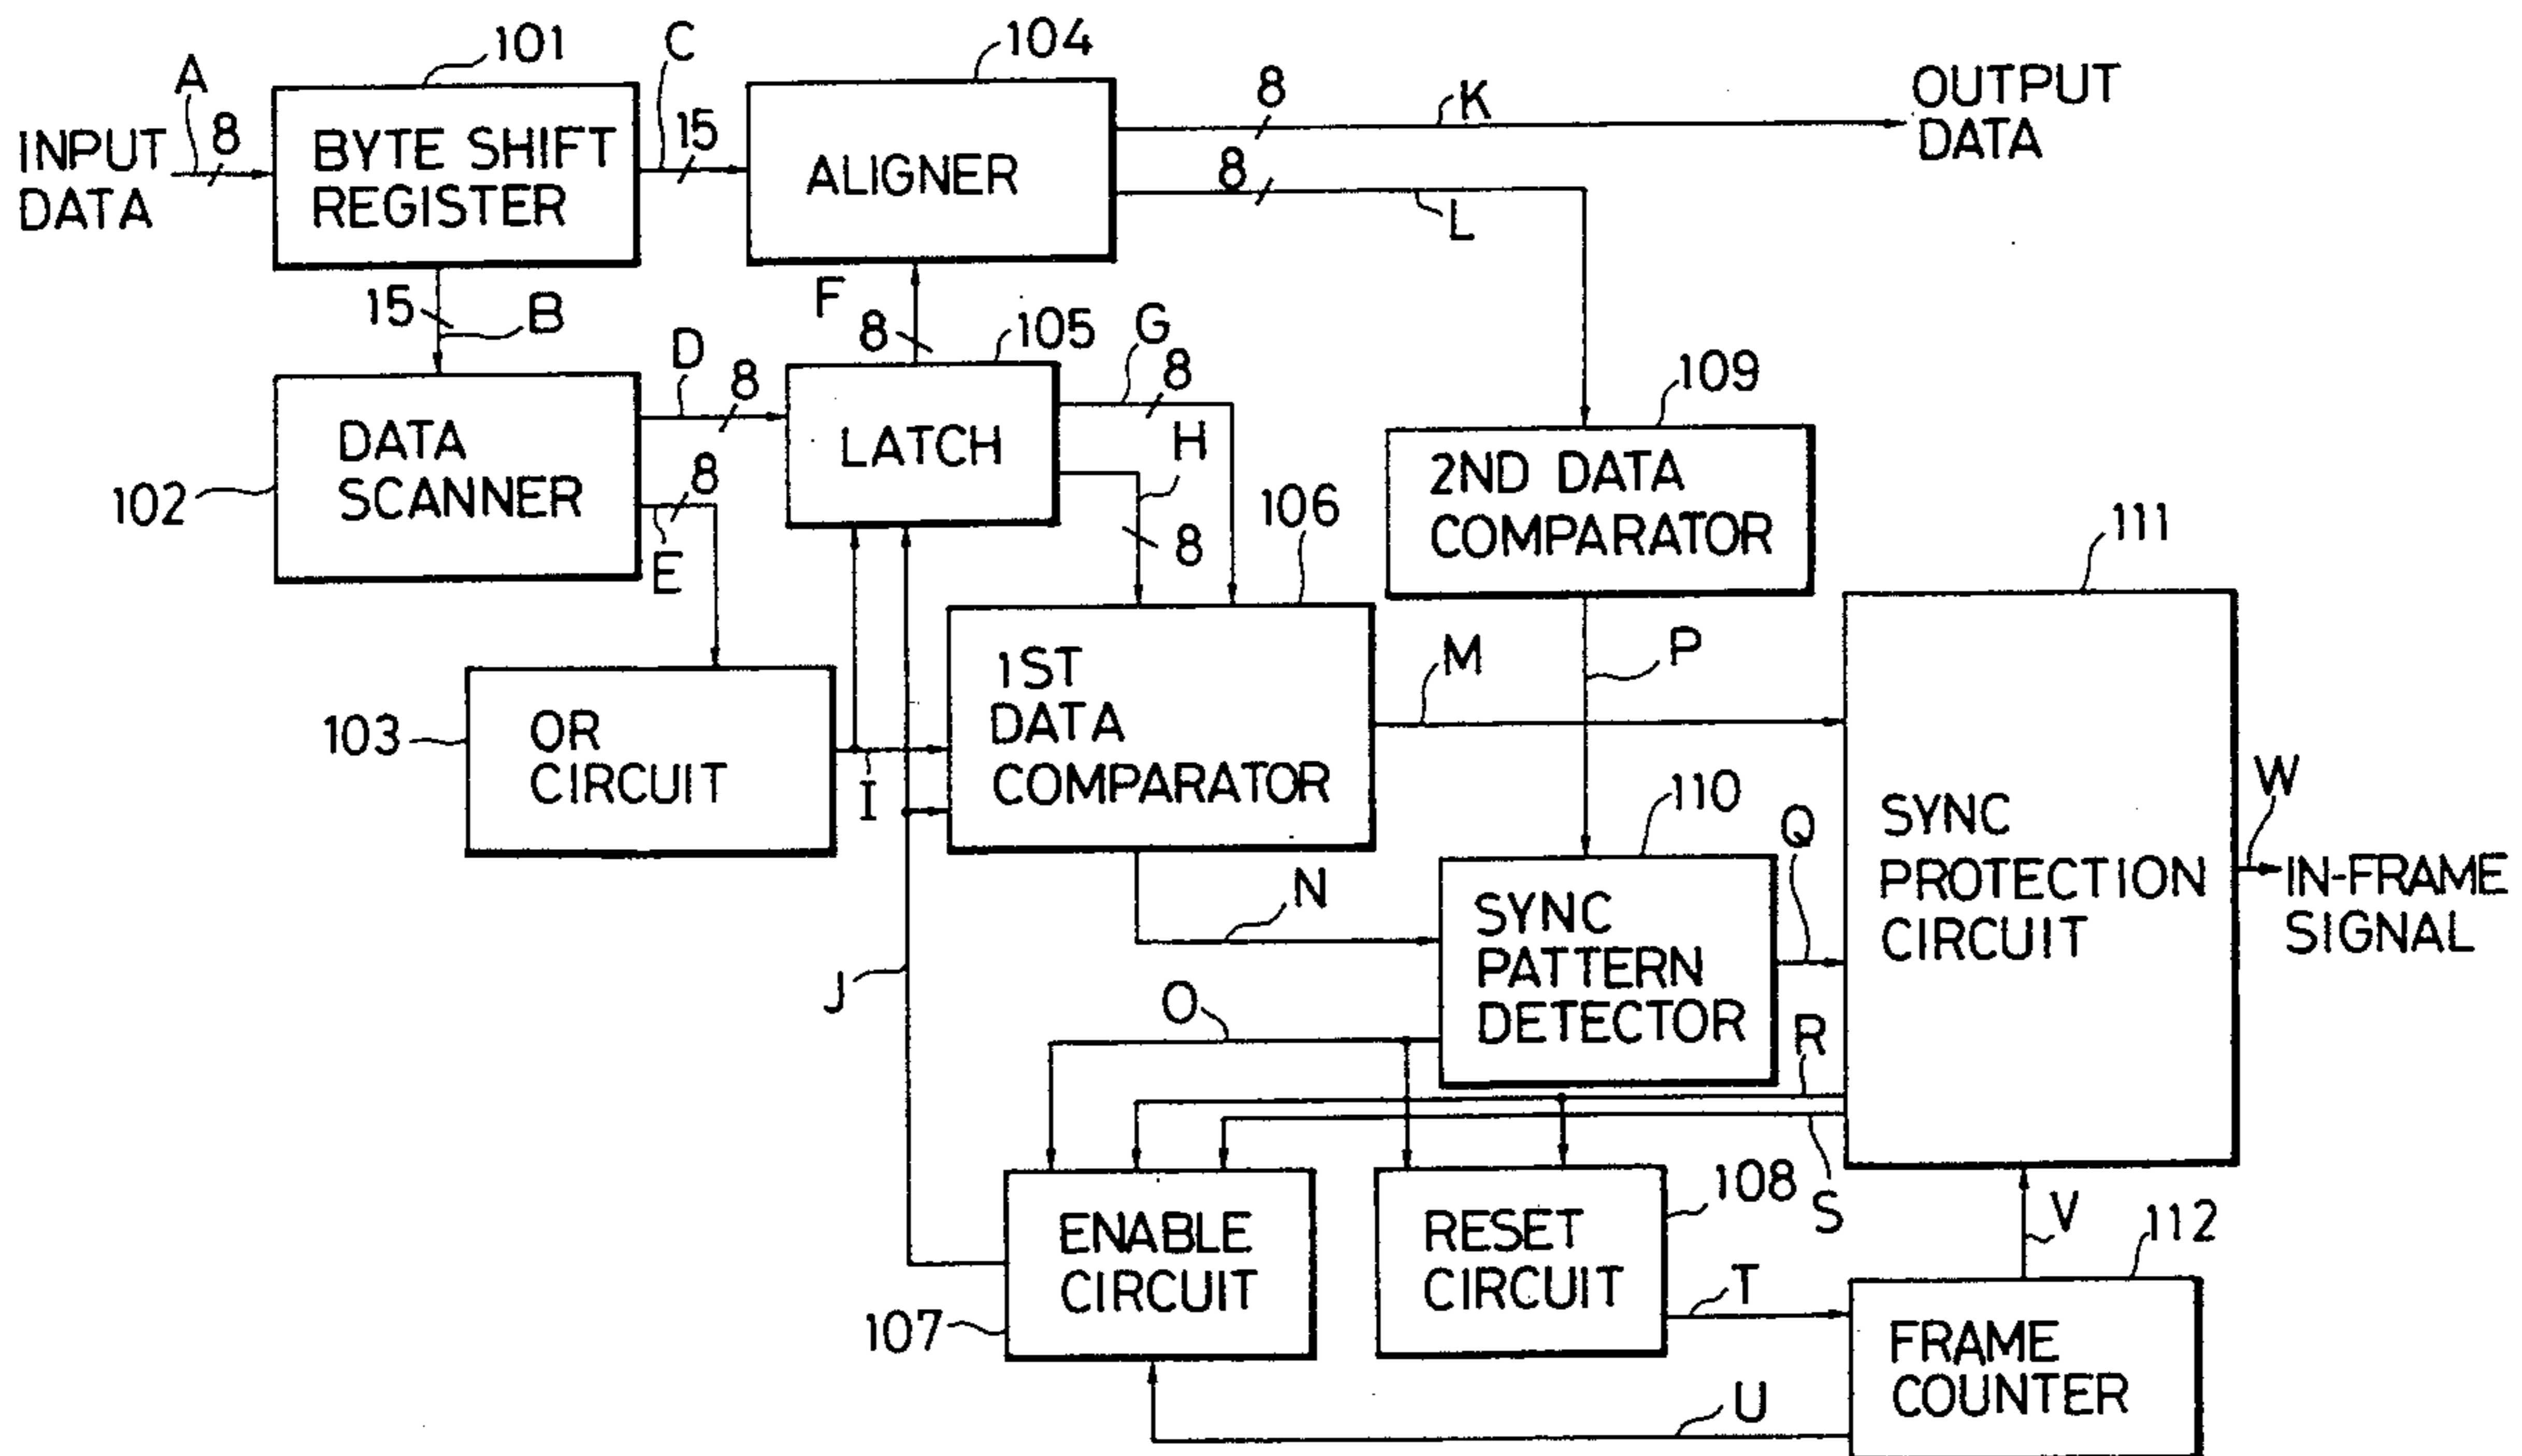 101
C
104
A
8
K
OUTPUT
DATA
INPUT
DATA
8
BYTE SHIFT
REGISTER
15
ALIGNER
8
L
15
B
F
8
105
G
8
D
8
109
DATA
SCANNER
102
LATCH
H
8
E
8
106
2ND DATA
COMPARATOR
111
103
OR
CIRCUIT
I
1ST
DATA
COMPARATOR
M
P
110
Q
SYNC
PROTECTION
CIRCUIT
W
IN-FRAME
SIGNAL
N
SYNC
PATTERN
DETECTOR
J
O
R
S
ENABLE
CIRCUIT
107
RESET
CIRCUIT
108
T
V
112
FRAME
COUNTER
U